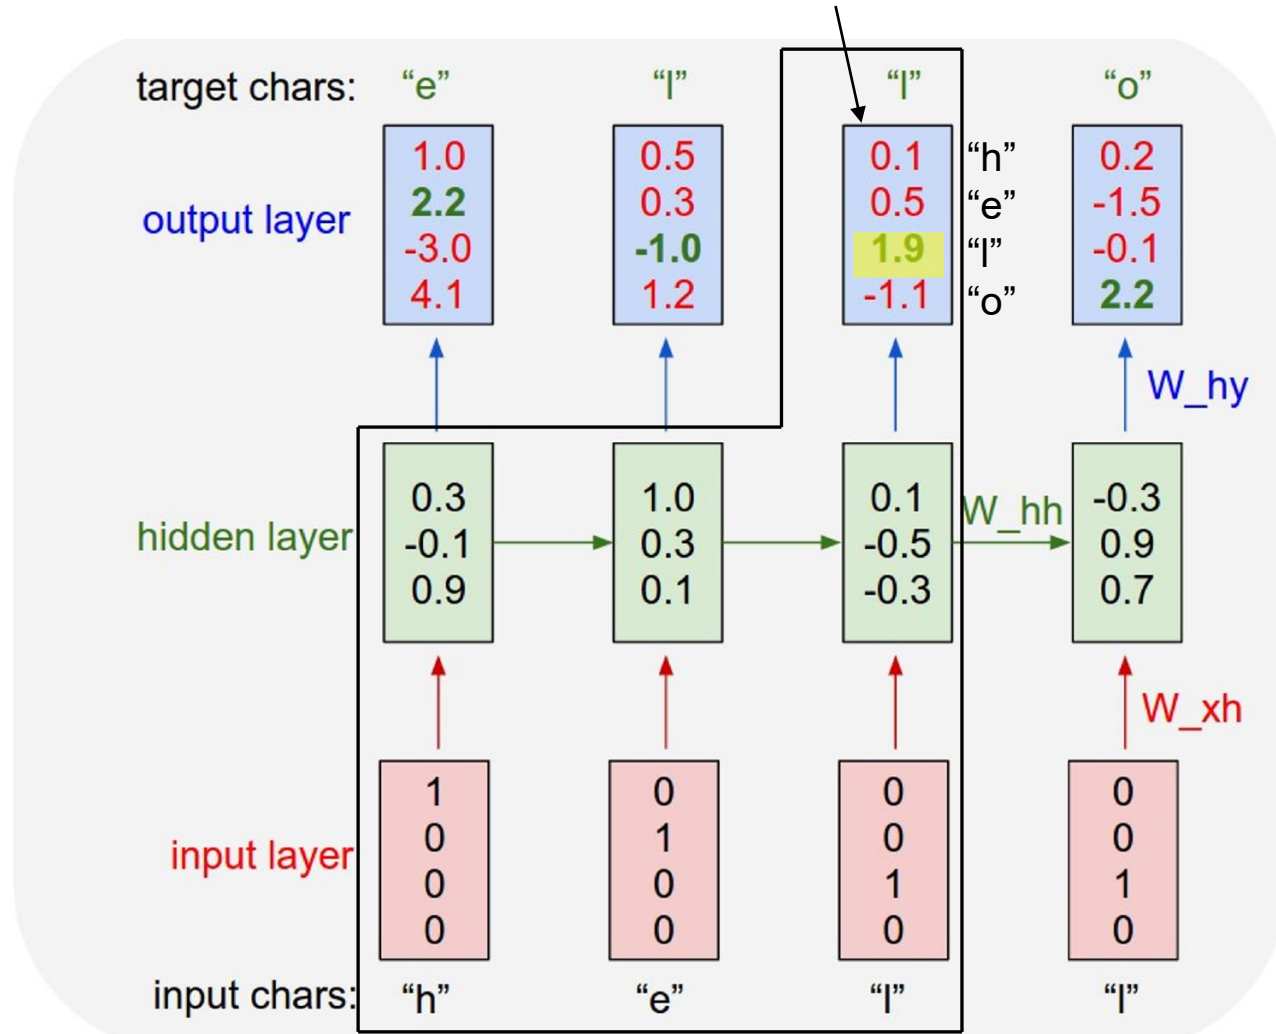 target chars: “e” “l” “l” “o”
output layer
1.0 0.5 0.1 “h” 0.2
2.2 0.3 0.5 “e” -1.5
-3.0 -1.0 1.9 “l” -0.1
4.1 1.2 -1.1 “o” 2.2
W_hy
hidden layer
0.3 1.0 0.1 W_hh -0.3
-0.1 0.3 -0.5 0.9
0.9 0.1 -0.3 0.7
W_xh
input layer
1 0 0 0
0 1 0 0
0 0 1 1
0 0 0 0
input chars: “h” “e” “l” “l”